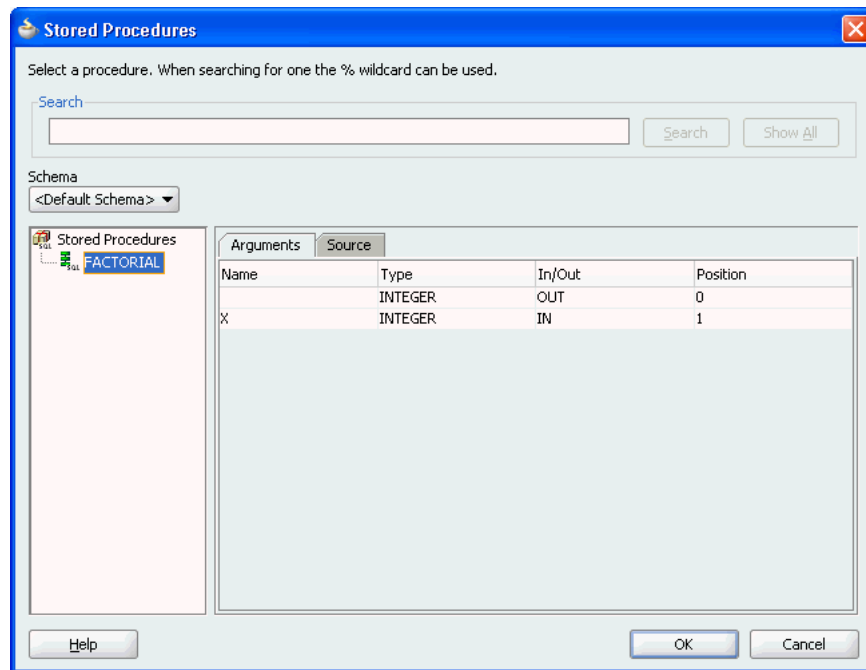 Stored Procedures
Select a procedure. When searching for one the % wildcard can be used.
Search
Search Show All
Schema
<Default Schema>
Stored Procedures
SQL
FACTORIAL
SQL
Arguments Source
Name Type In/Out Position
INTEGER OUT 0
X INTEGER IN 1
Help OK Cancel